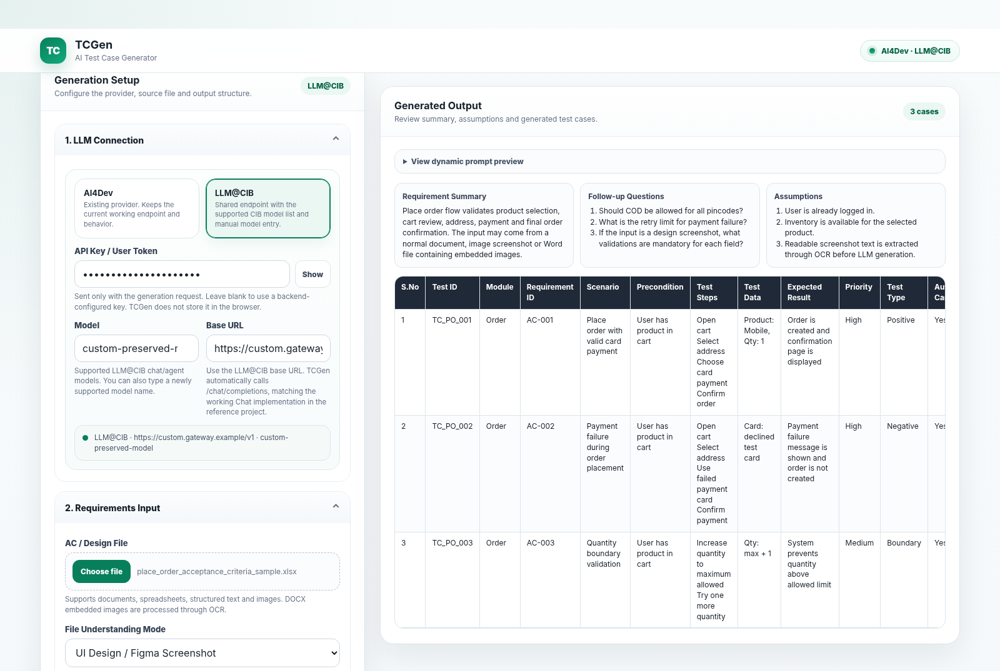 TC
TCGen
AI Test Case Generator
AI4Dev · LLM@CIB
Generation Setup
Configure the provider, source file and output structure.
LLM@CIB
1. LLM Connection
AI4Dev
Existing provider. Keeps the
current working endpoint and
behavior.
LLM@CIB
Shared endpoint with the
supported CIB model list and
manual model entry.
API Key / User Token
Show
Sent only with the generation request. Leave blank to use a backend-
configured key. TCGen does not store it in the browser.
Model
custom-preserved-
Supported LLM@CIB chat/agent
models. You can also type a newly
supported model name.
Base URL
https://custom.gateway
Use the LLM@CIB base URL. TCGen
automatically calls
/chat/completions, matching the
working Chat implementation in the
reference project.
LLM@CIB · https://custom.gateway.example/v1 · custom-
preserved-model
2. Requirements Input
AC / Design File
Choose file place_order_acceptance_criteria_sample.xlsx
Supports documents, spreadsheets, structured text and images. DOCX
embedded images are processed through OCR.
File Understanding Mode
UI Design / Figma Screenshot
Generated Output
Review summary, assumptions and generated test cases.
3 cases
View dynamic prompt preview
Requirement Summary
Place order flow validates product selection,
cart review, address, payment and final order
confirmation. The input may come from a
normal document, image screenshot or Word
file containing embedded images.
Follow-up Questions
1. Should COD be allowed for all pincodes?
2. What is the retry limit for payment failure?
3. If the input is a design screenshot, what
validations are mandatory for each field?
Assumptions
1. User is already logged in.
2. Inventory is available for the selected
product.
3. Readable screenshot text is extracted
through OCR before LLM generation.
S.No
Test ID
Module
Requirement
ID
Scenario
Precondition
Test
Steps
Test
Data
Expected
Result
Priority
Test
Type
1
TC_PO_001
Order
AC-001
Place
order with
valid card
payment
User has
product in
cart
Open
cart
Select
address
Choose
card
payment
Confirm
order
Product:
Mobile,
Qty: 1
Order is
created and
confirmation
page is
displayed
High
Positive
Yes
2
TC_PO_002
Order
AC-002
Payment
failure
during
order
placement
User has
product in
cart
Open
cart
Select
address
Use
failed
payment
card
Confirm
payment
Card:
declined
test
card
Payment
failure
message is
shown and
order is not
created
High
Negative
Yes
3
TC_PO_003
Order
AC-003
Quantity
boundary
validation
User has
product in
cart
Increase
quantity
to
maximum
allowed
Try one
more
quantity
Qty:
max + 1
System
prevents
quantity
above
allowed limit
Medium
Boundary
Yes